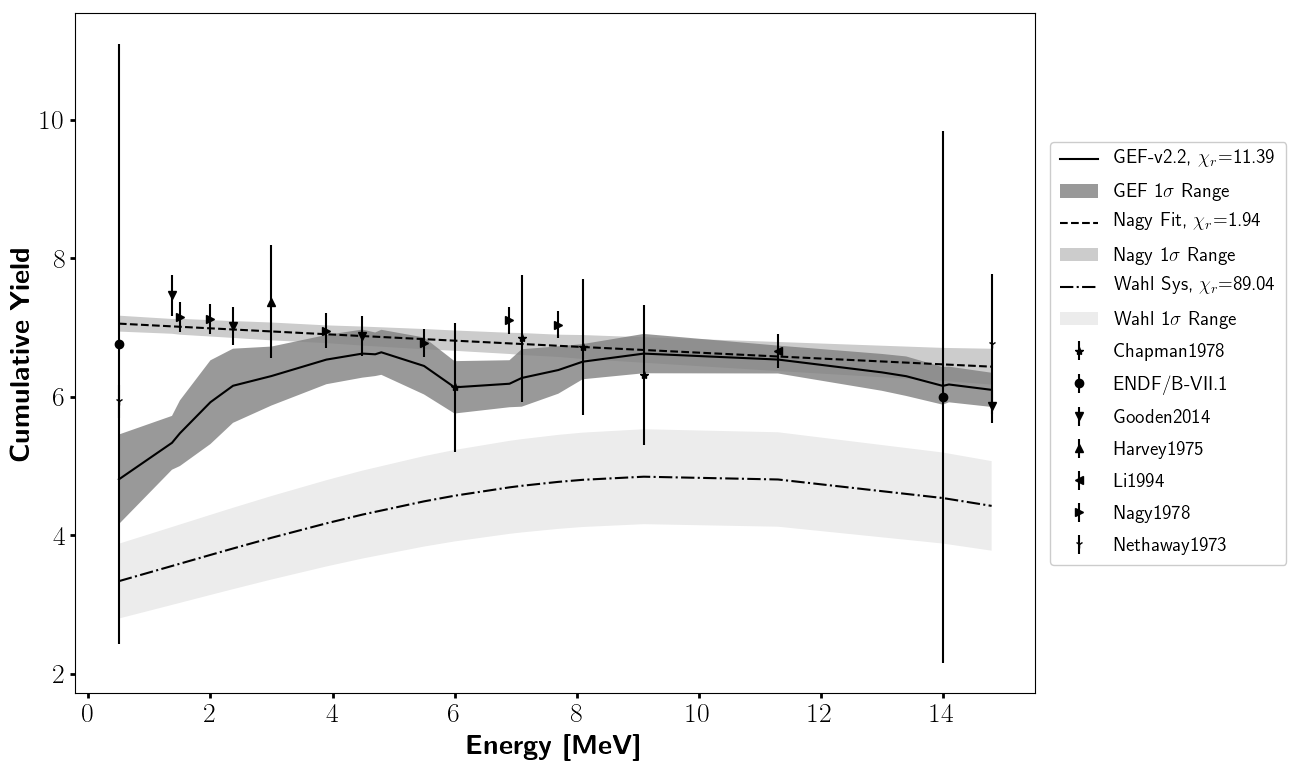 10
8
6
4
2
0 2 4 6 8 10 12 14
Cumulative Yield
Energy [MeV]
GEF-v2.2, χr=11.39
GEF 1σ Range
Nagy Fit, χr=1.94
Nagy 1σ Range
Wahl Sys, χr=89.04
Wahl 1σ Range
Chapman1978
ENDF/B-VII.1
Gooden2014
Harvey1975
Li1994
Nagy1978
Nethaway1973